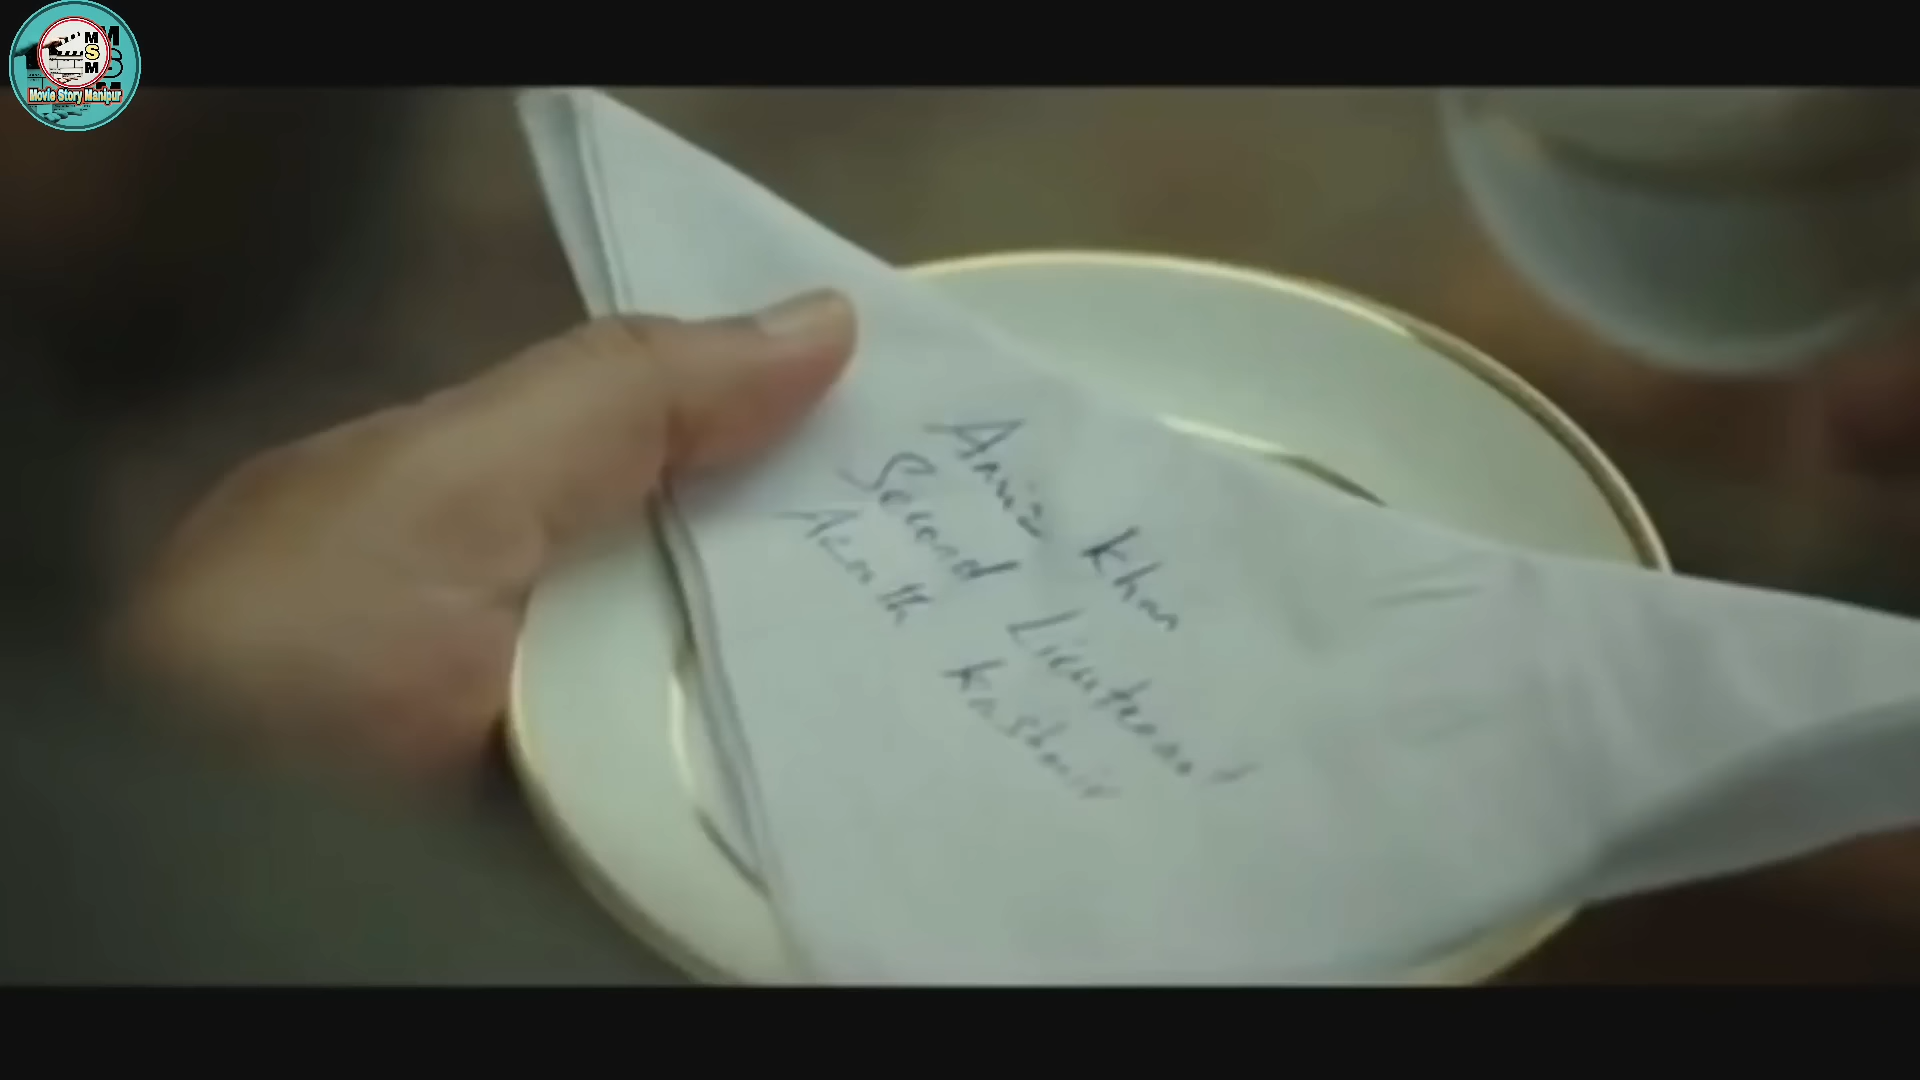 M
S
M
Movie Story Manipur
Khan
Second Lieutenant
Kashmir